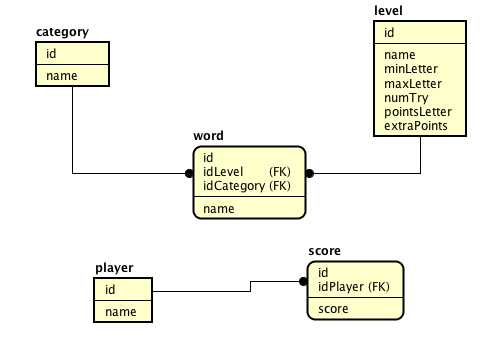 category
id
name
level
id
name
minLetter
maxLetter
numTry
pointsLetter
extraPoints
word
id
idLevel (FK)
idCategory (FK)
name
player
id
name
score
id
idPlayer (FK)
score